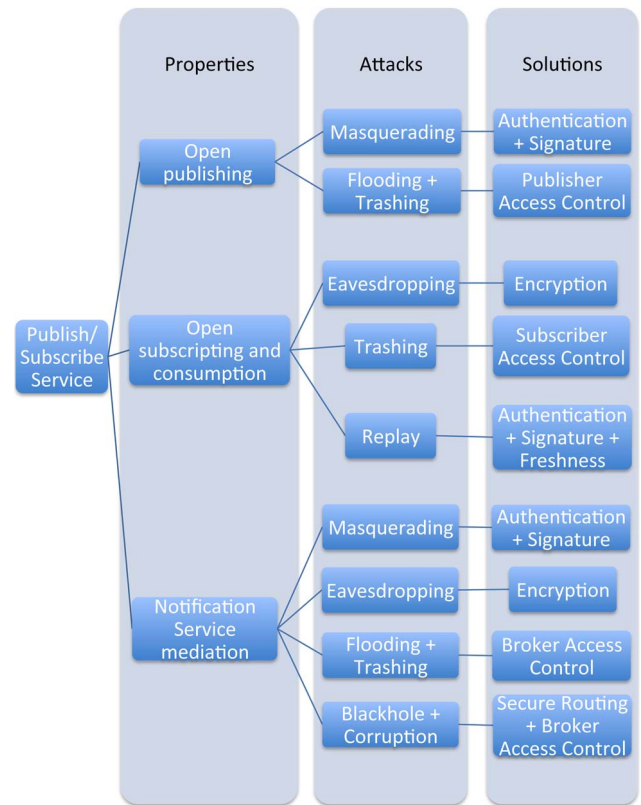 Properties
Attacks
Solutions
Publish/
Subscribe
Service
Open
publishing
Masquerading
Authentication
+ Signature
Flooding +
Trashing
Publisher
Access Control
Open
subscripting and
consumption
Eavesdropping
Encryption
Trashing
Subscriber
Access Control
Replay
Authentication
+ Signature +
Freshness
Notification
Service
mediation
Masquerading
Authentication
+ Signature
Eavesdropping
Encryption
Flooding +
Trashing
Broker Access
Control
Blackhole +
Corruption
Secure Routing
+ Broker
Access Control